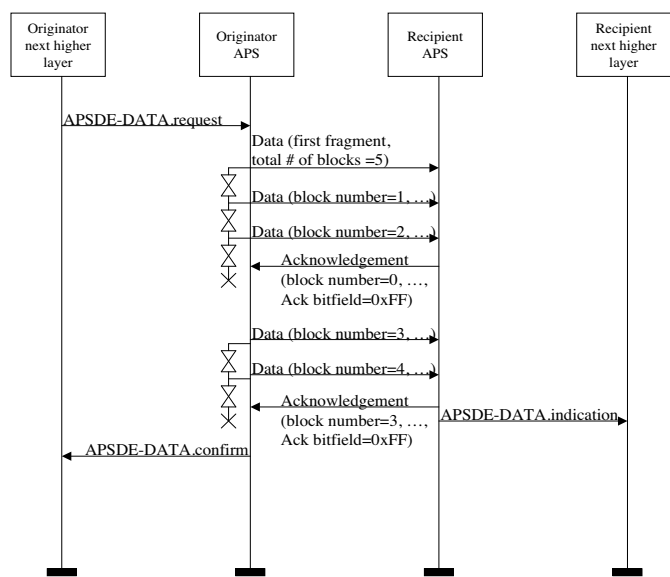 Originator
next higher
layer
Originator
APS
Recipient
APS
Recipient
next higher
layer
APSDE-DATA.request
Data (first fragment,
total # of blocks =5)
Data (block number=1, …)
Data (block number=2, …)
Acknowledgement
(block number=0, …,
Ack bitfield=0xFF)
Data (block number=3, …)
Data (block number=4, …)
Acknowledgement
(block number=3, …,
Ack bitfield=0xFF)
APSDE-DATA.indication
APSDE-DATA.confirm